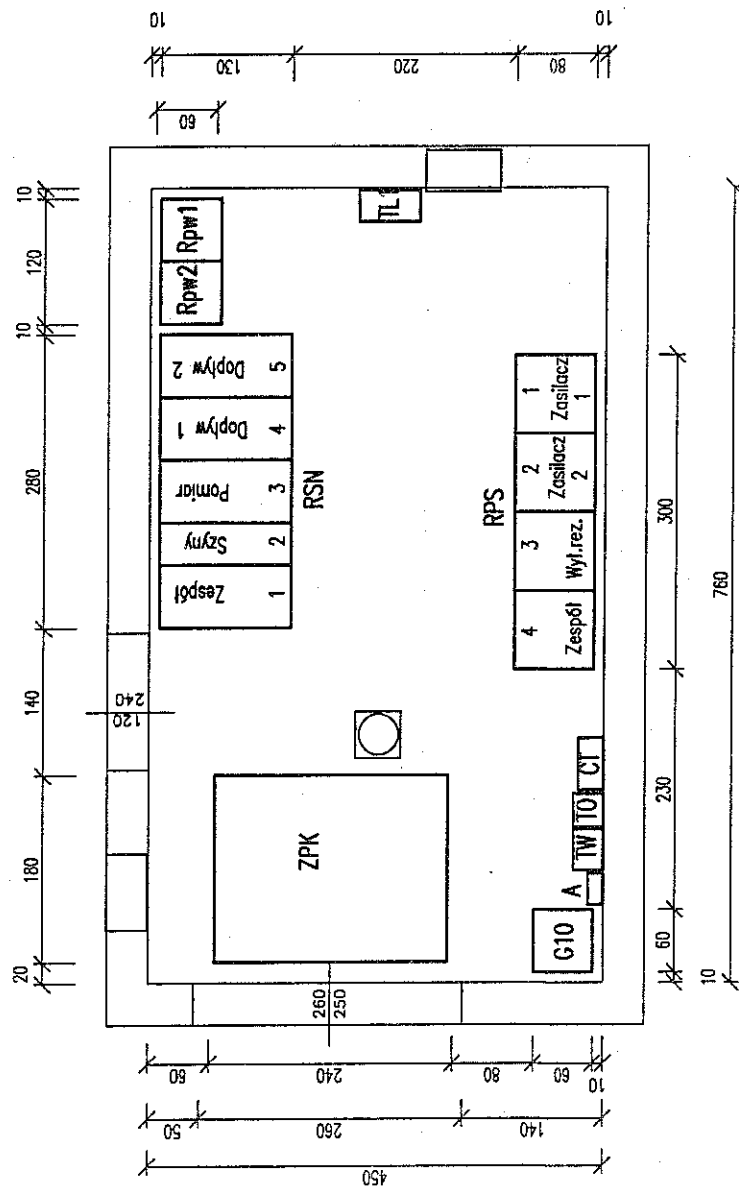 10
130
220
80
10
60
10
120
10
280
140
180
20
Rpw2
Rpw1
TL1
Zespół
1
Szyny
2
Pomiar
3
Dopływ 1
4
Dopływ 2
5
RSN
RPS
4
Zespół
3
Wył.rez.
2
Zasilacz
2
1
Zasilacz
1
240
120
ZPK
260
250
G10
A
TW
TO
CT
300
230
60
10
760
60
240
80
60
10
50
260
140
450